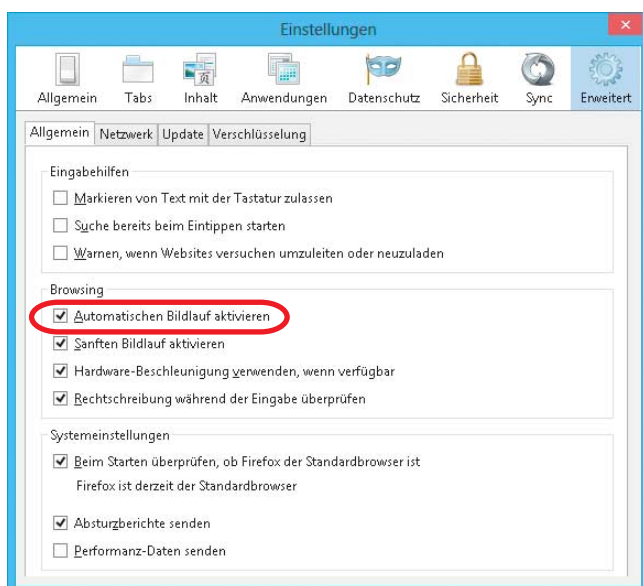 Einstellungen
Allgemein Tabs Inhalt Anwendungen Datenschutz Sicherheit Sync Erweitert
Allgemein Netzwerk Update Verschlüsselung
Eingabehilfen
Markieren von Text mit der Tastatur zulassen
Suche bereits beim Eintippen starten
Warnen, wenn Websites versuchen umzuleiten oder neuzuladen
Browsing
Automatischen Bildlauf aktivieren
Sanften Bildlauf aktivieren
Hardware-Beschleunigung verwenden, wenn verfügbar
Rechtschreibung während der Eingabe überprüfen
Systemeinstellungen
Beim Starten überprüfen, ob Firefox der Standardbrowser ist
Firefox ist derzeit der Standardbrowser
Absturzberichte senden
Performanz-Daten senden